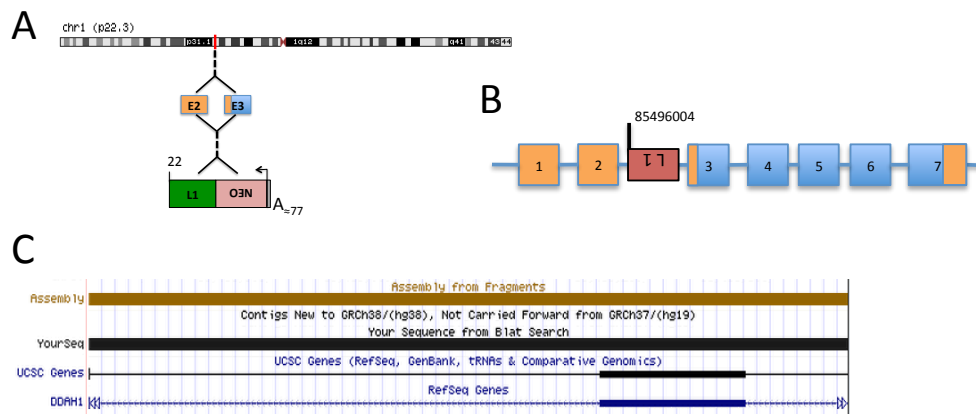 A
chr1 (p22.3)
p31.1 1q12 q41 43 44
E2 E3
22
L1 NEO
A≈77
B
85496004
1 2 L1 3 4 5 6 7
C
Assembly from Fragments
Assembly
Contigs New to GRCh38/(hg38), Not Carried Forward from GRCh37/(hg19)
Your Sequence from Blat Search
YourSeq
UCSC Genes (RefSeq, GenBank, tRNAs & Comparative Genomics)
UCSC Genes
RefSeq Genes
DDAH1